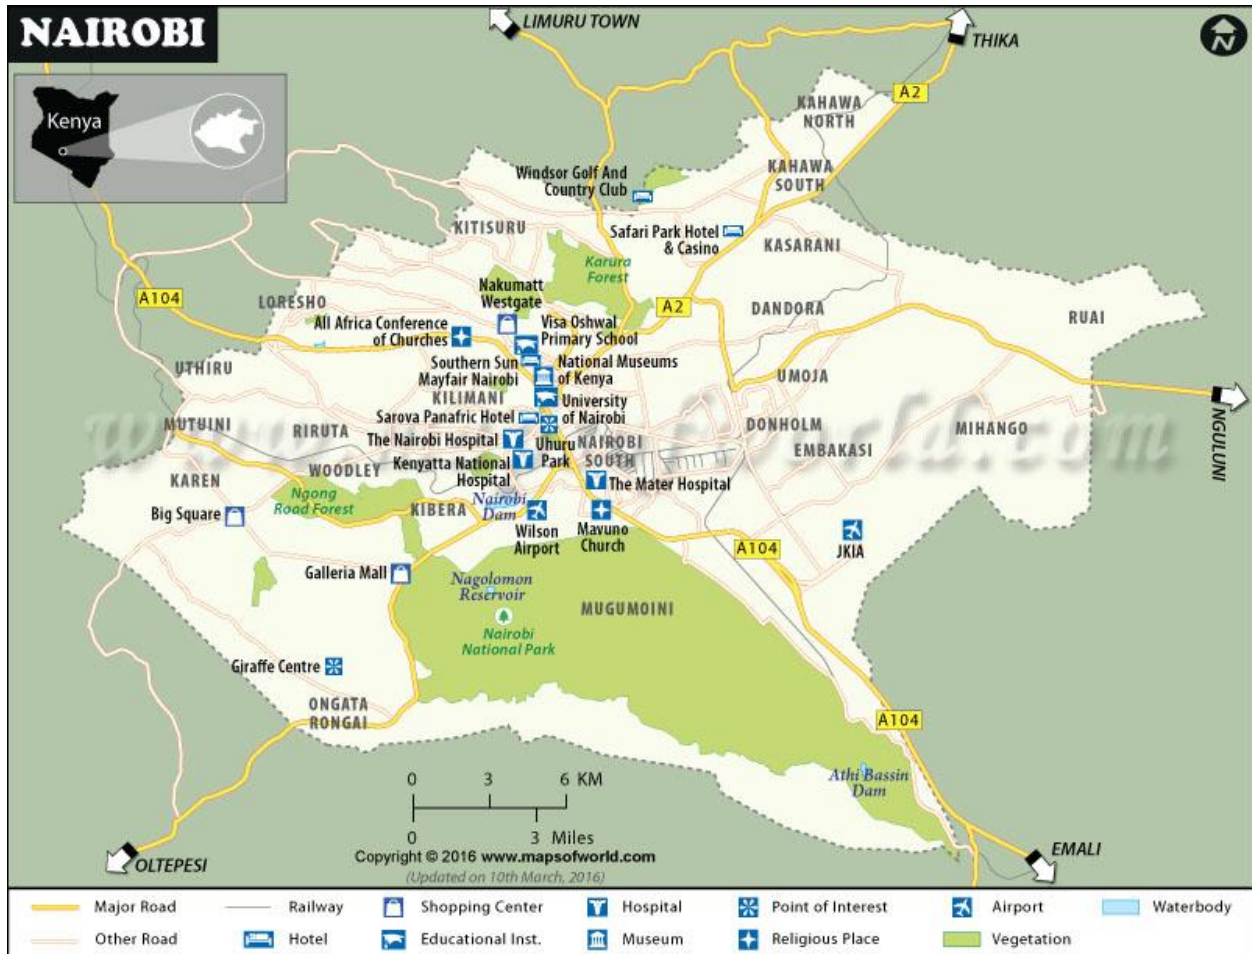 NAIROBI
LIMURU TOWN
THIKA
N
Kenya
A2
KAHAWA
NORTH
KAHAWA
SOUTH
Windsor Golf And
Country Club
Safari Park Hotel
& Casino
KITISURU
KASARANI
Karura
Forest
Nakumatt
Westgate
A104
LORESHO
A2
DANDORA
RUAI
All Africa Conference
of Churches
Visa Oshwal
Primary School
Southern Sun
Mayfair Nairobi
National Museums
of Kenya
UTHIRU
UMOJA
KILIMANI
University
of Nairobi
Sarova Panafric Hotel
NGULUNI
MUTUINI
RIRUTA
The Nairobi Hospital
Uhuru
Park
NAIROBI
SOUTH
DONHOLM
EMBAKASI
MIHANGO
www.mapsofworld.com
WOODLEY
Kenyatta National
Hospital
KAREN
The Mater Hospital
Ngong
Road Forest
KIBERA
Nairobi
Dam
Big Square
Wilson
Airport
Mavuno
Church
A104
JKIA
Galleria Mall
Nagolomon
Reservoir
MUGUMOINI
Nairobi
National Park
Giraffe Centre
ONGATA
RONGAI
A104
Athi Bassin
Dam
0 3 6 KM
0 3 Miles
Copyright © 2016 www.mapsofworld.com
(Updated on 10th March, 2016)
OLTEPESI
EMALI
Major Road Railway Shopping Center Hospital Point of Interest Airport Waterbody
Other Road Hotel Educational Inst. Museum Religious Place Vegetation